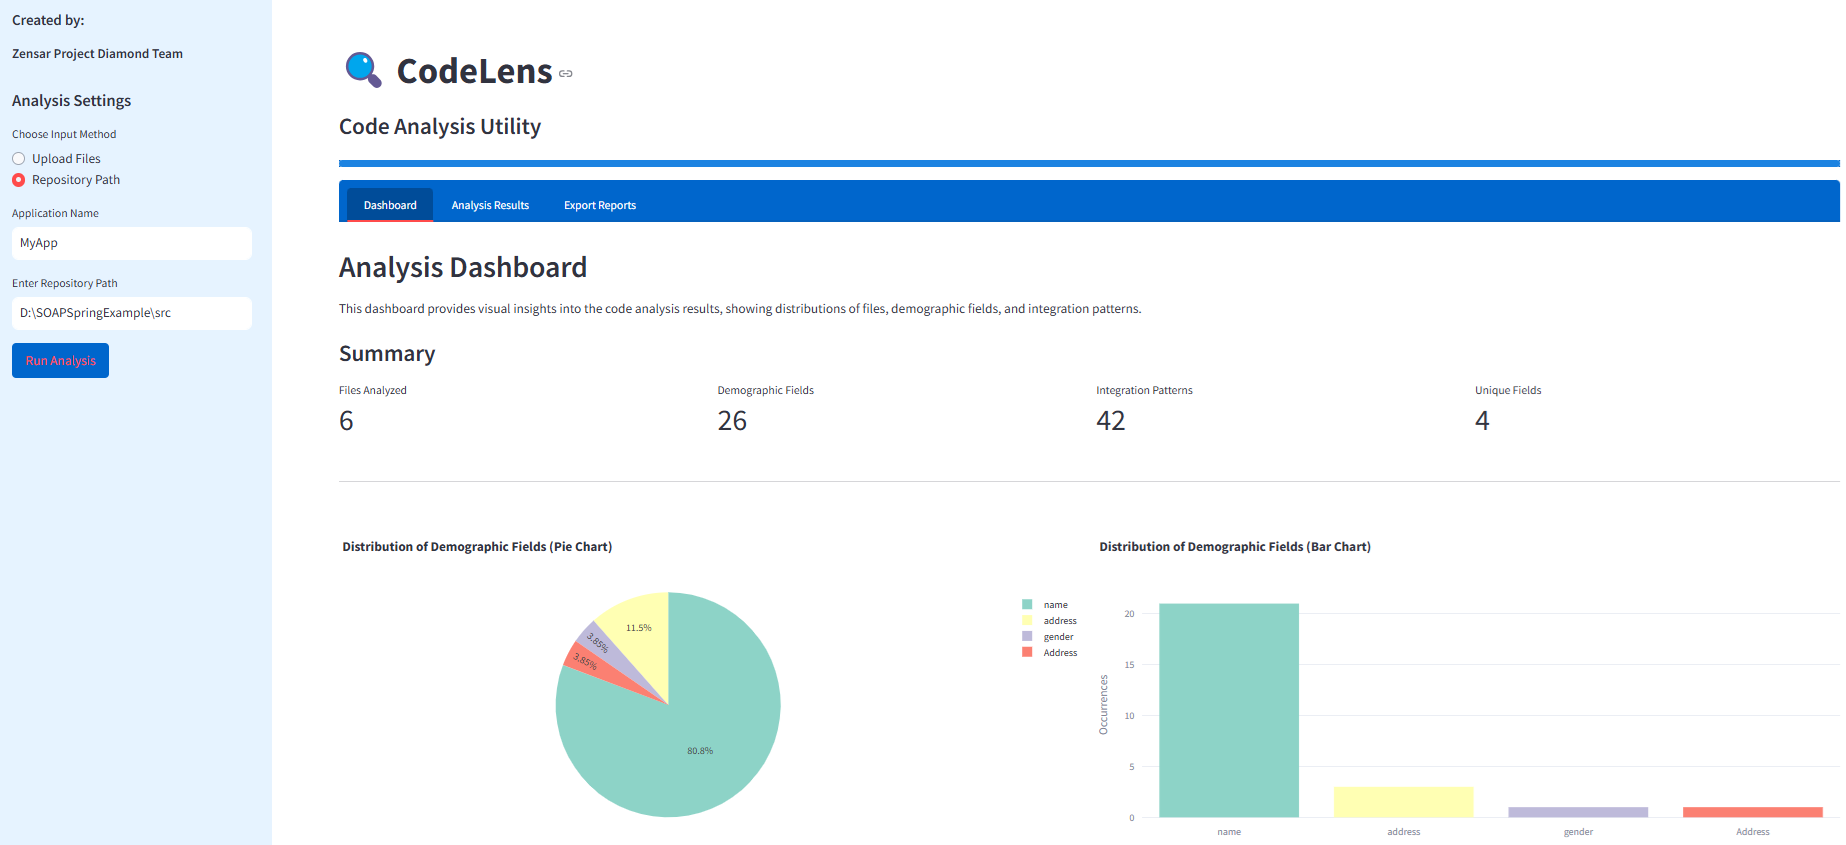 Created by:
Zensar Project Diamond Team
Analysis Settings
Choose Input Method
Upload Files
Repository Path
Application Name
MyApp
Enter Repository Path
D:\SOAPSpringExample\src
Run Analysis
CodeLens
Code Analysis Utility
Dashboard Analysis Results Export Reports
Analysis Dashboard
This dashboard provides visual insights into the code analysis results, showing distributions of files, demographic fields, and integration patterns.
Summary
Files Analyzed Demographic Fields Integration Patterns Unique Fields
6 26 42 4
Distribution of Demographic Fields (Pie Chart)
11.5%
3.85%
3.85%
80.8%
name
address
gender
Address
Distribution of Demographic Fields (Bar Chart)
Occurrences
20
15
10
5
0
name address gender Address